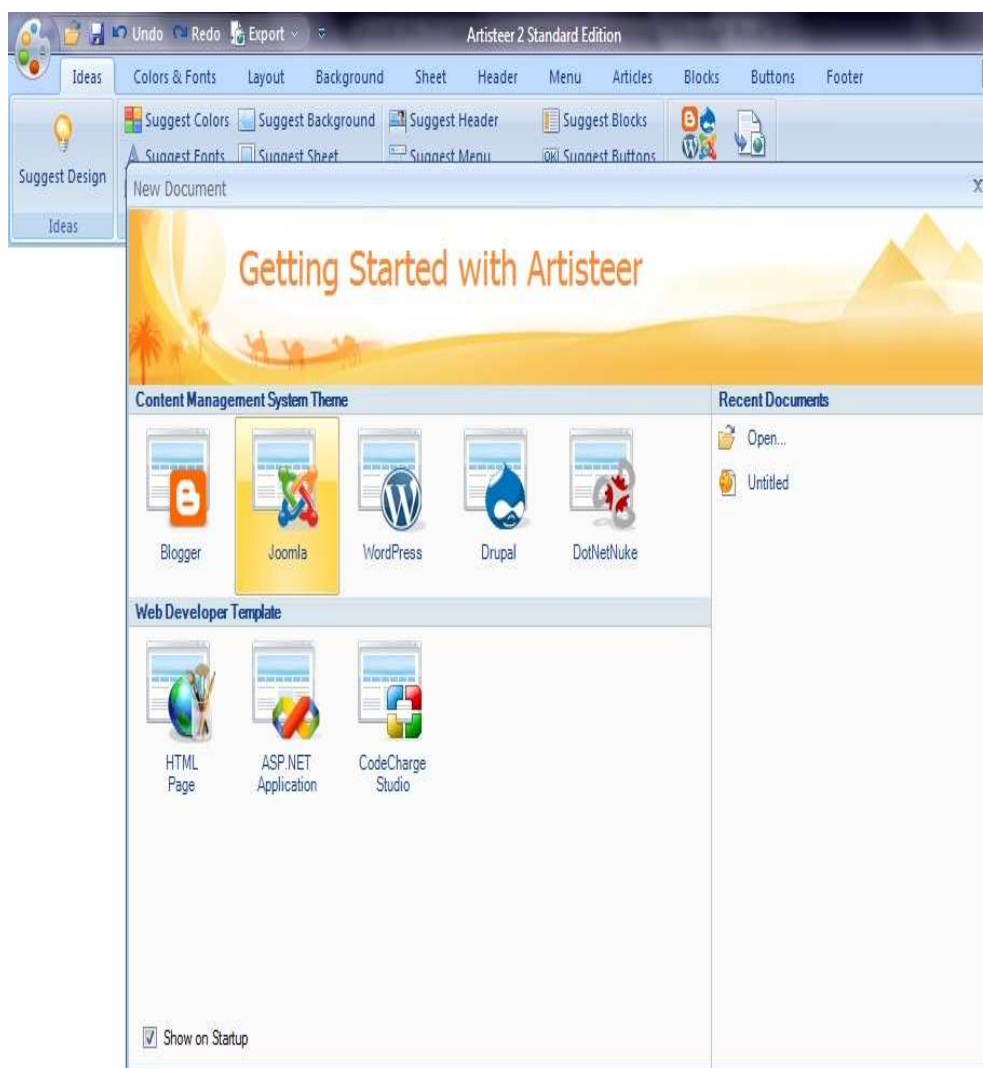 Undo Redo Export Artisteer 2 Standard Edition
Ideas Colors & Fonts Layout Background Sheet Header Menu Articles Blocks Buttons Footer
Suggest Colors Suggest Background Suggest Header Suggest Blocks
Suggest Fonts Suggest Sheet Suggest Menu OK Suggest Buttons
Suggest Design
Ideas
New Document
Getting Started with Artisteer
Content Management System Theme
Recent Documents
Open...
Untitled
Blogger Joomla WordPress Drupal DotNetNuke
Web Developer Template
HTML
Page
ASP.NET
Application
CodeCharge
Studio
Show on Startup